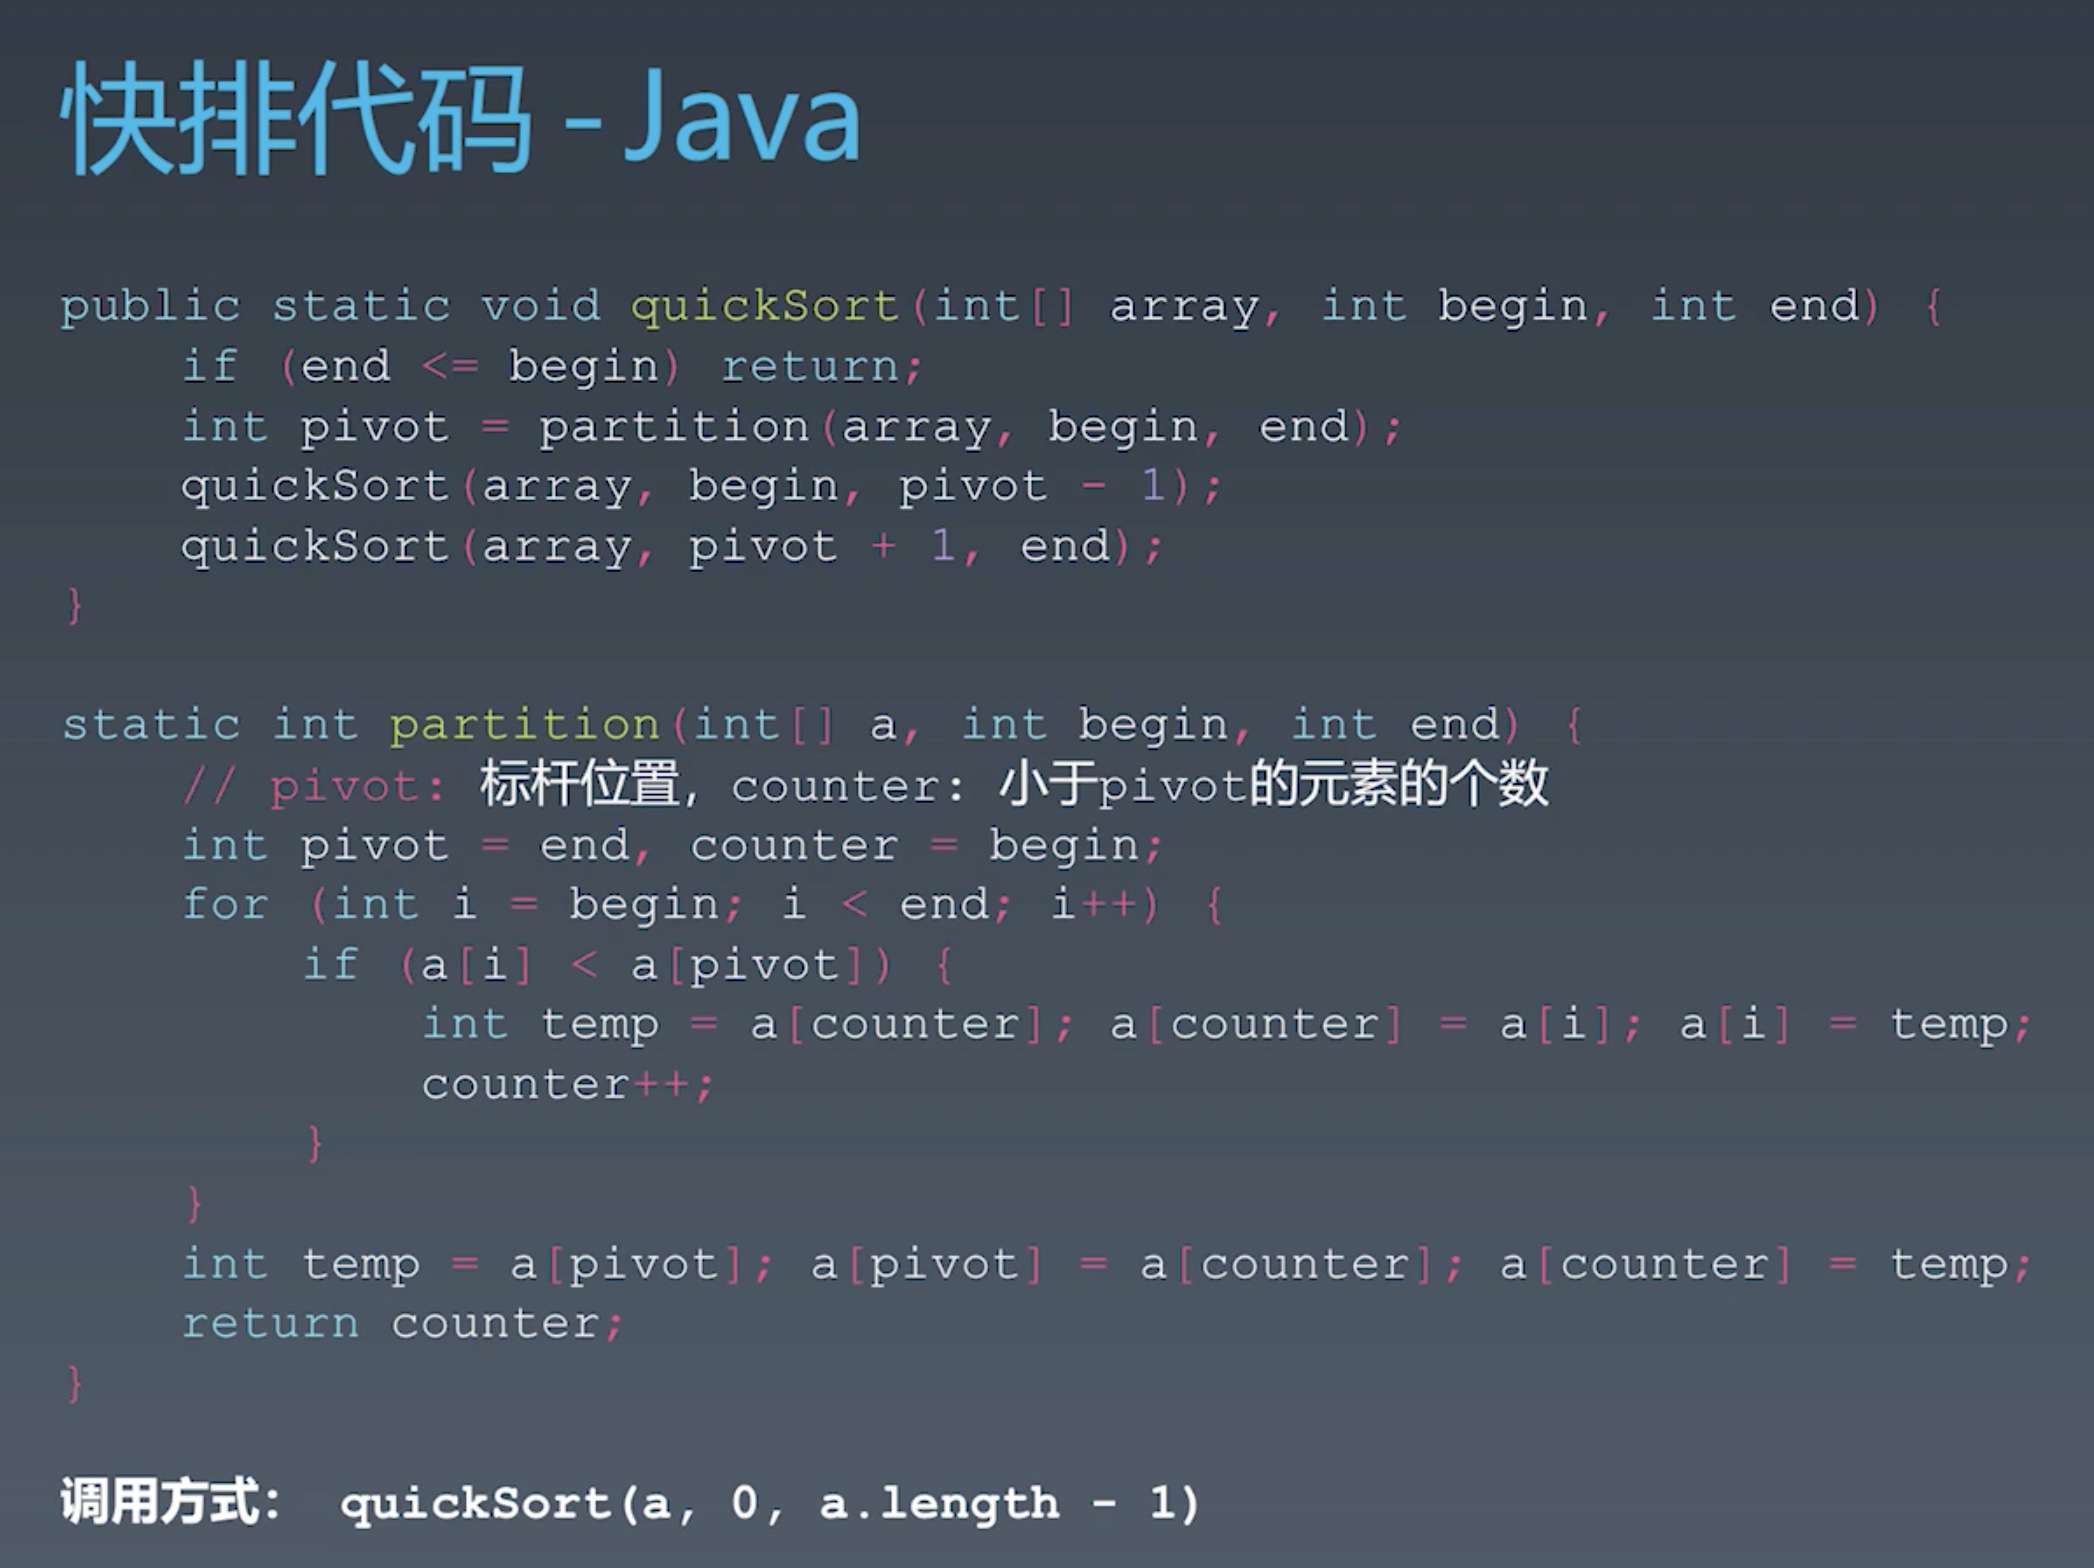 快排代码 - Java
public static void quickSort(int[] array, int begin, int end) {
    if (end <= begin) return;
    int pivot = partition(array, begin, end);
    quickSort(array, begin, pivot - 1);
    quickSort(array, pivot + 1, end);
}
static int partition(int[] a, int begin, int end) {
    // pivot: 标杆位置，counter: 小于pivot的元素的个数
    int pivot = end, counter = begin;
    for (int i = begin; i < end; i++) {
        if (a[i] < a[pivot]) {
            int temp = a[counter]; a[counter] = a[i]; a[i] = temp;
            counter++;
        }
    }
    int temp = a[pivot]; a[pivot] = a[counter]; a[counter] = temp;
    return counter;
}
调用方式： quickSort(a, 0, a.length - 1)